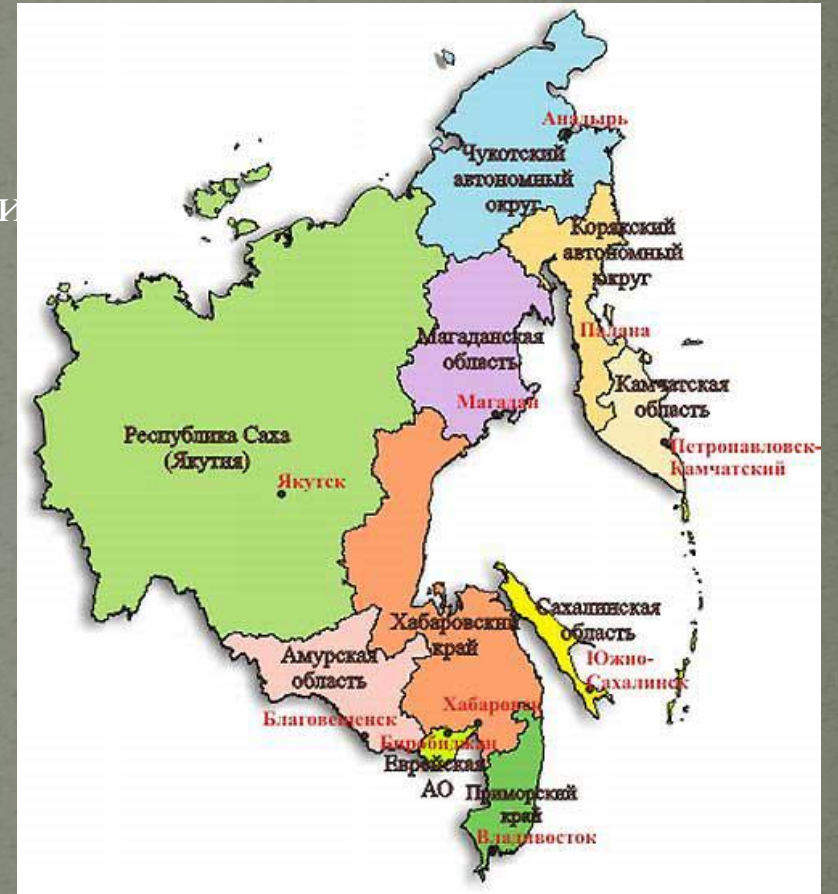 Анадырь
Чукотский
автономный
округ
и
Корякский
автономный
округ
Палана
Магаданская
область
Камчатская
область
Магадан
Республика Саха
(Якутия)
Петропавловск-
Камчатский
Якутск
Сахалинская
область
Хабаровский
край
Амурская
область
Южно-
Сахалинск
Хабаровск
Благовещенск
Биробиджан
Еврейская
АО
Приморский
край
Владивосток